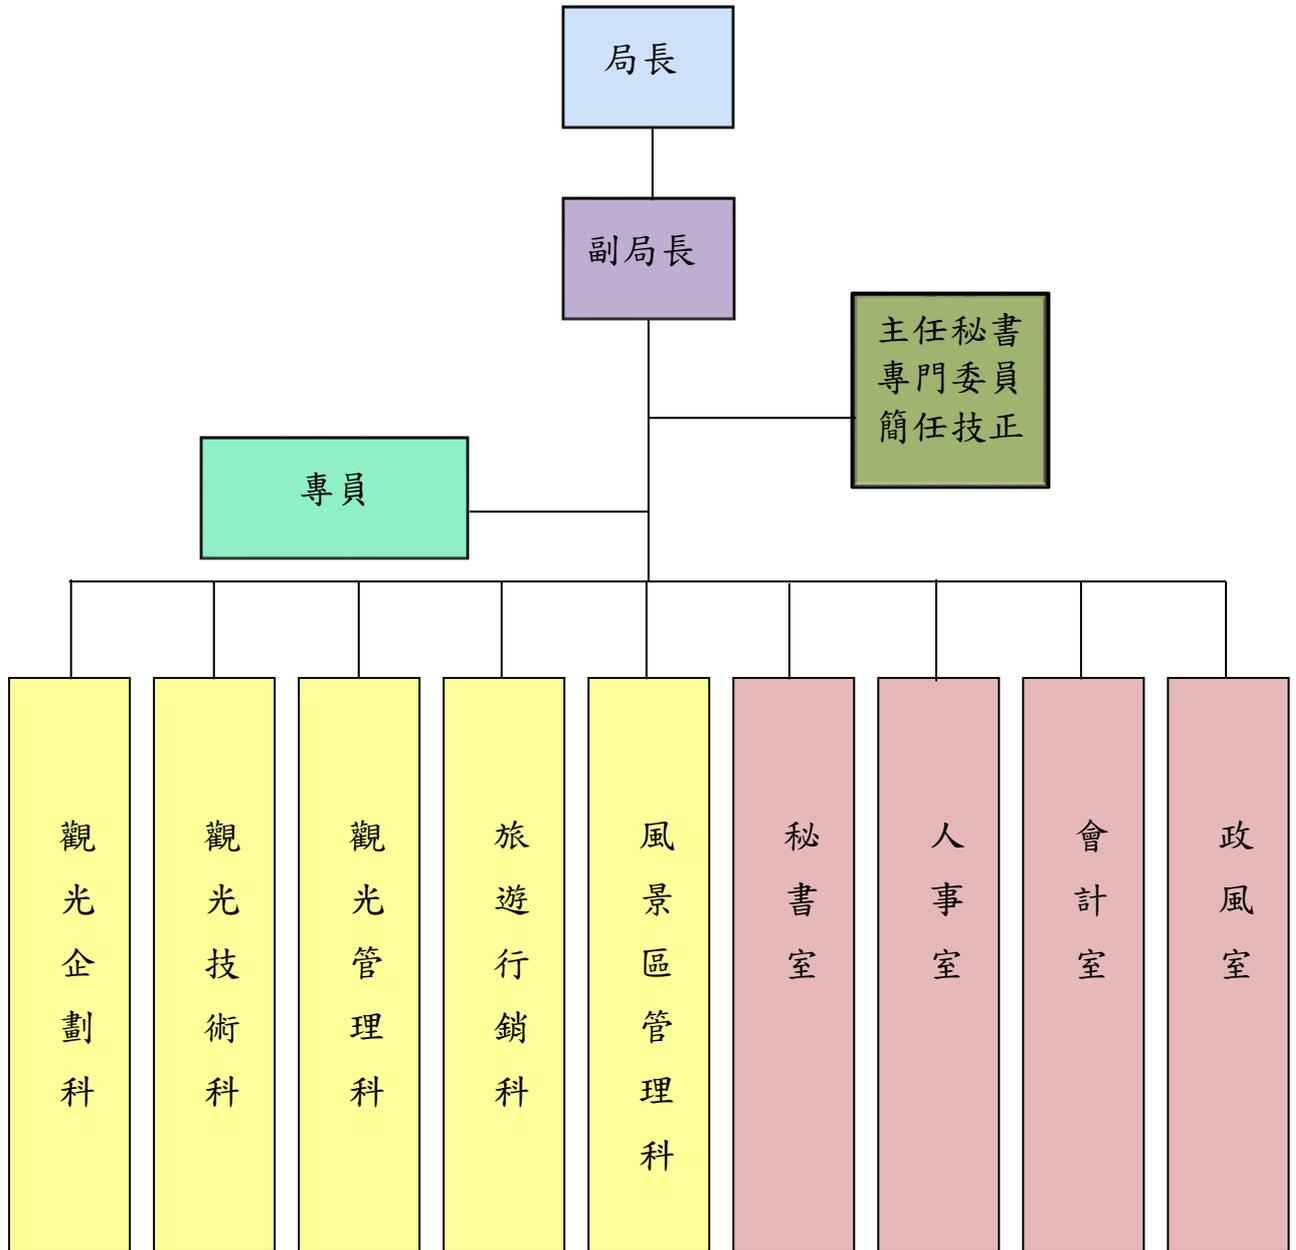 局長
副局長
主任秘書
專門委員
簡任技正
專員
觀光企劃科
觀光技術科
觀光管理科
旅遊行銷科
風景區管理科
秘書室
人事室
會計室
政風室